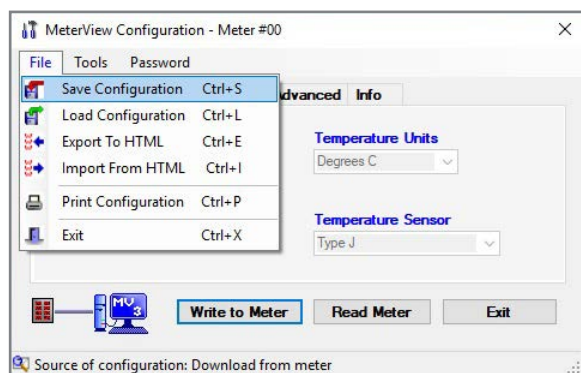 MeterView Configuration - Meter #00
File Tools Password
Save Configuration Ctrl+S
Load Configuration Ctrl+L
Export To HTML Ctrl+E
Import From HTML Ctrl+I
Print Configuration Ctrl+P
Exit Ctrl+X
dvanced Info
Temperature Units
Degrees C
Temperature Sensor
Type J
MV
3
Write to Meter Read Meter Exit
Source of configuration: Download from meter